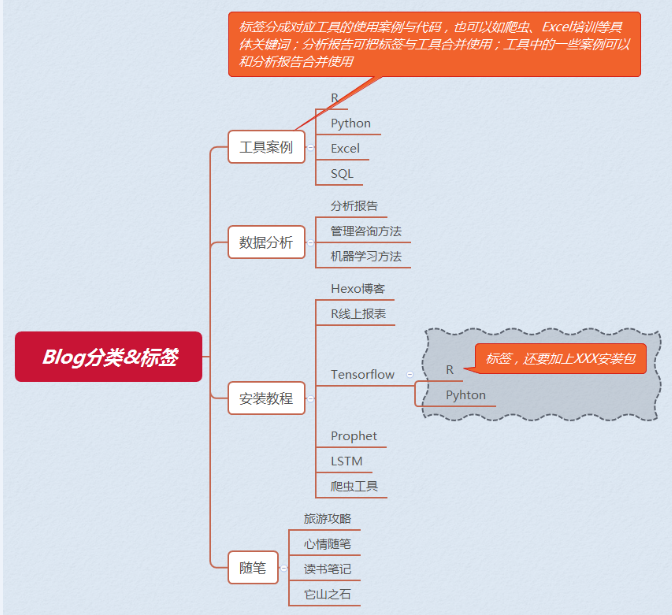 标签分成对应工具的使用案例与代码，也可以如爬虫、Excel培训等具
体关键词；分析报告可把标签与工具合并使用；工具中的一些案例可以
和分析报告合并使用
工具案例
R
Python
Excel
SQL
数据分析
分析报告
管理咨询方法
机器学习方法
Blog分类&标签
安装教程
Hexo博客
R线上报表
Tensorflow
R
标签，还要加上XXX安装包
Pyhton
Prophet
LSTM
爬虫工具
随笔
旅游攻略
心情随笔
读书笔记
它山之石